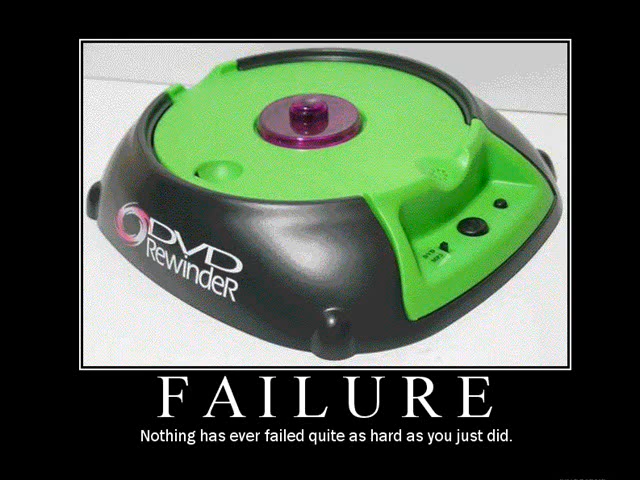 DVD
RewindeR
FAILURE
Nothing has ever failed quite as hard as you just did.